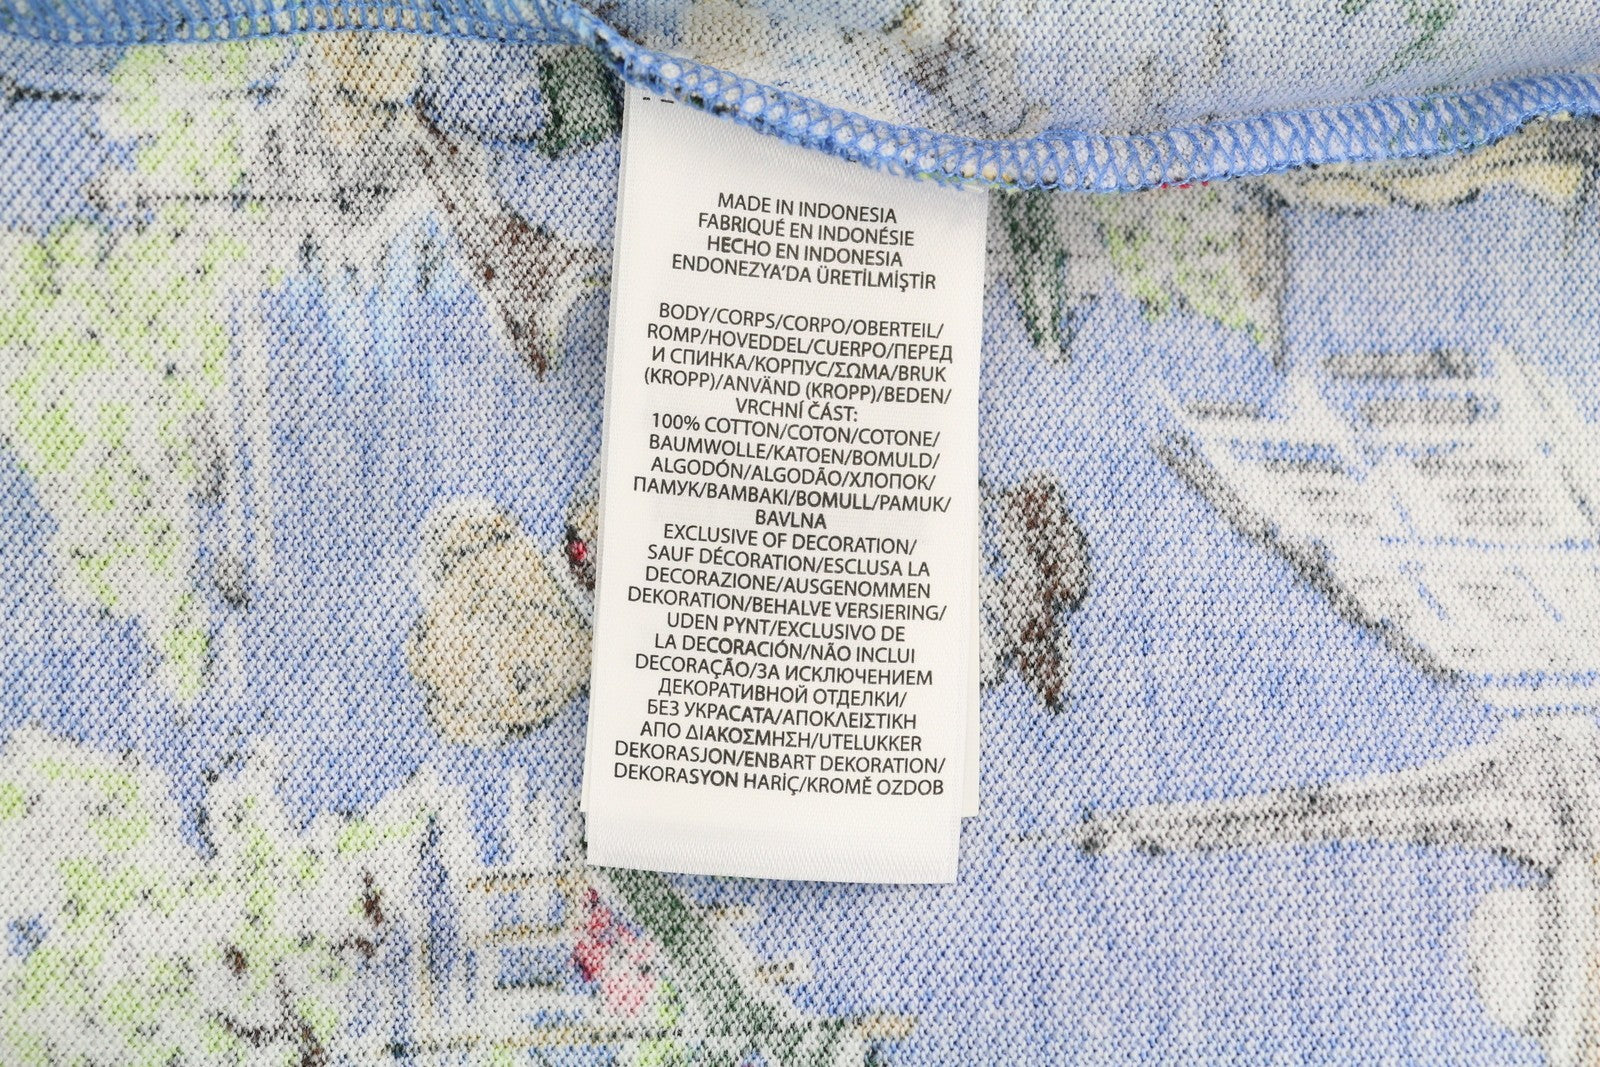 MADE IN INDONESIA
FABRIQUÉ EN INDONÉSIE
HECHO EN INDONESIA
ENDONEZYA'DA ÜRETİLMİŞTİR
BODY/CORPS/CORPO/OBERTEIL/
ROMP/HOVEDDEL/CUERPO/ПЕРЕД
И СПИНКА/КОРПУС/ΣΩΜΑ/BRUK
(KROPP)/ANVÄND (KROPP)/BEDEN/
VRCHNÍ ČÁST:
100% COTTON/COTON/COTONE/
BAUMWOLLE/KATOEN/BOMULD/
ALGODÓN/ALGODÃO/ХЛОПОК/
ПАМУК/BAMBAKI/BOMULL/PAMUK/
BAVLNA
EXCLUSIVE OF DECORATION/
SAUF DÉCORATION/ESCLUSA LA
DECORAZIONE/AUSGENOMMEN
DEKORATION/BEHALVE VERSIERING/
UDEN PYNT/EXCLUSIVO DE
LA DECORACIÓN/NÃO INCLUI
DECORAÇÃO/ЗА ИСКЛЮЧЕНИЕМ
ДЕКОРАТИВНОЙ ОТДЕЛКИ/
БЕЗ УКРАСАТА/ΑΠΟΚΛΕΙΣΤΙΚΗ
ΑΠΟ ΔΙΑΚΟΣΜΗΣΗ/UTELUKKER
DEKORASJON/ENBART DEKORATION/
DEKORASYON HARİÇ/KROMĚ OZDOB